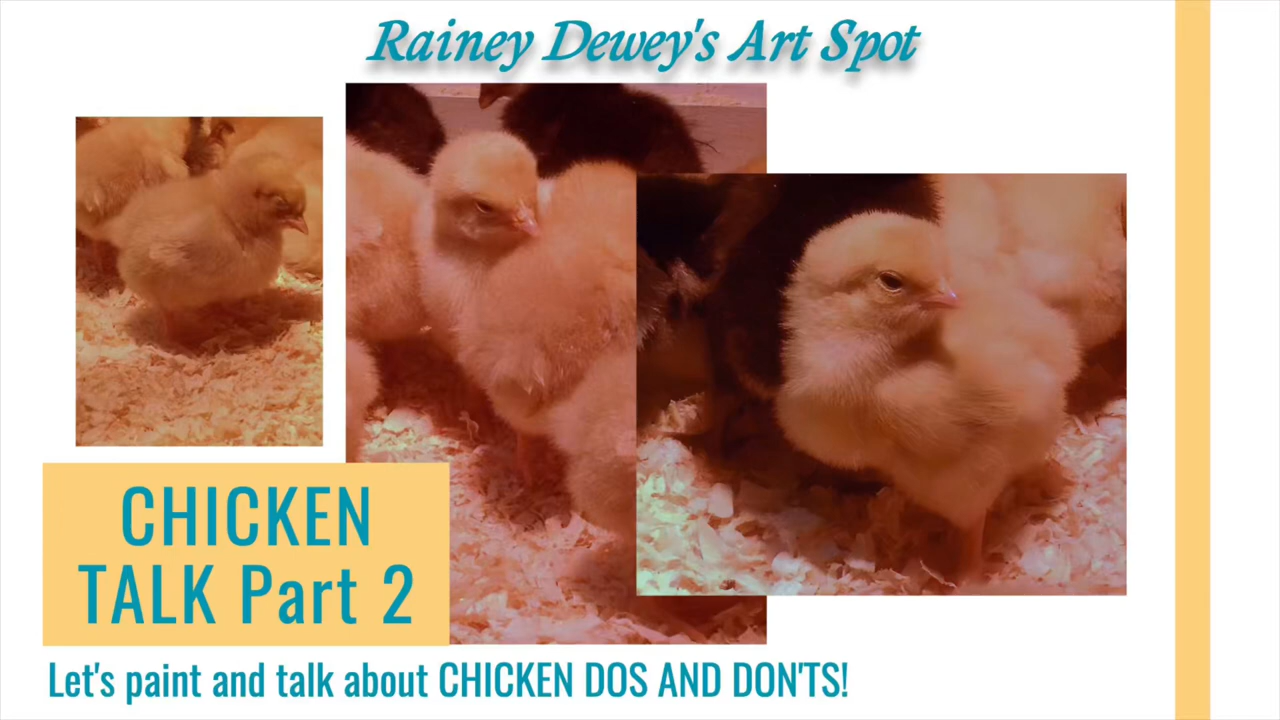 Rainey Dewey's Art Spot
CHICKEN
TALK Part 2
Let's paint and talk about CHICKEN DOS AND DON'TS!